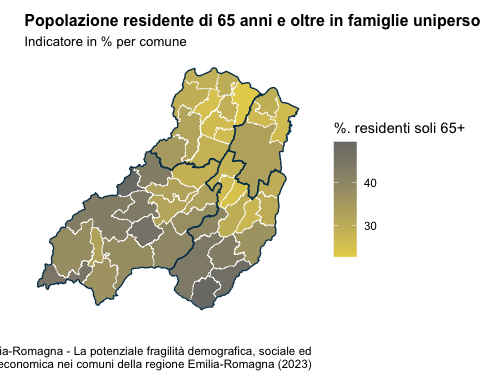 Popolazione residente di 65 anni e oltre in famiglie uniperso
Indicatore in % per comune
%. residenti soli 65+
40
30
ia-Romagna - La potenziale fragilità demografica, sociale ed
economica nei comuni della regione Emilia-Romagna (2023)